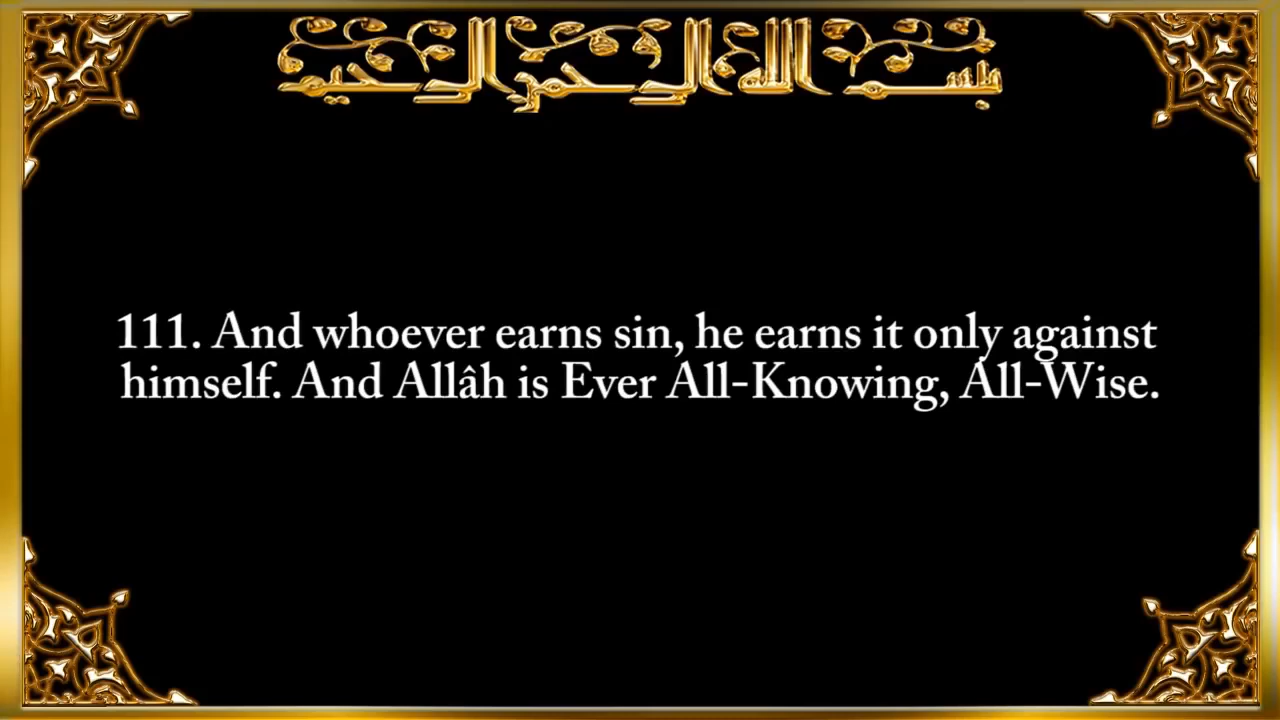 بسم الله الرحمن الرحيم
111. And whoever earns sin, he earns it only against
himself. And Allâh is Ever All-Knowing, All-Wise.